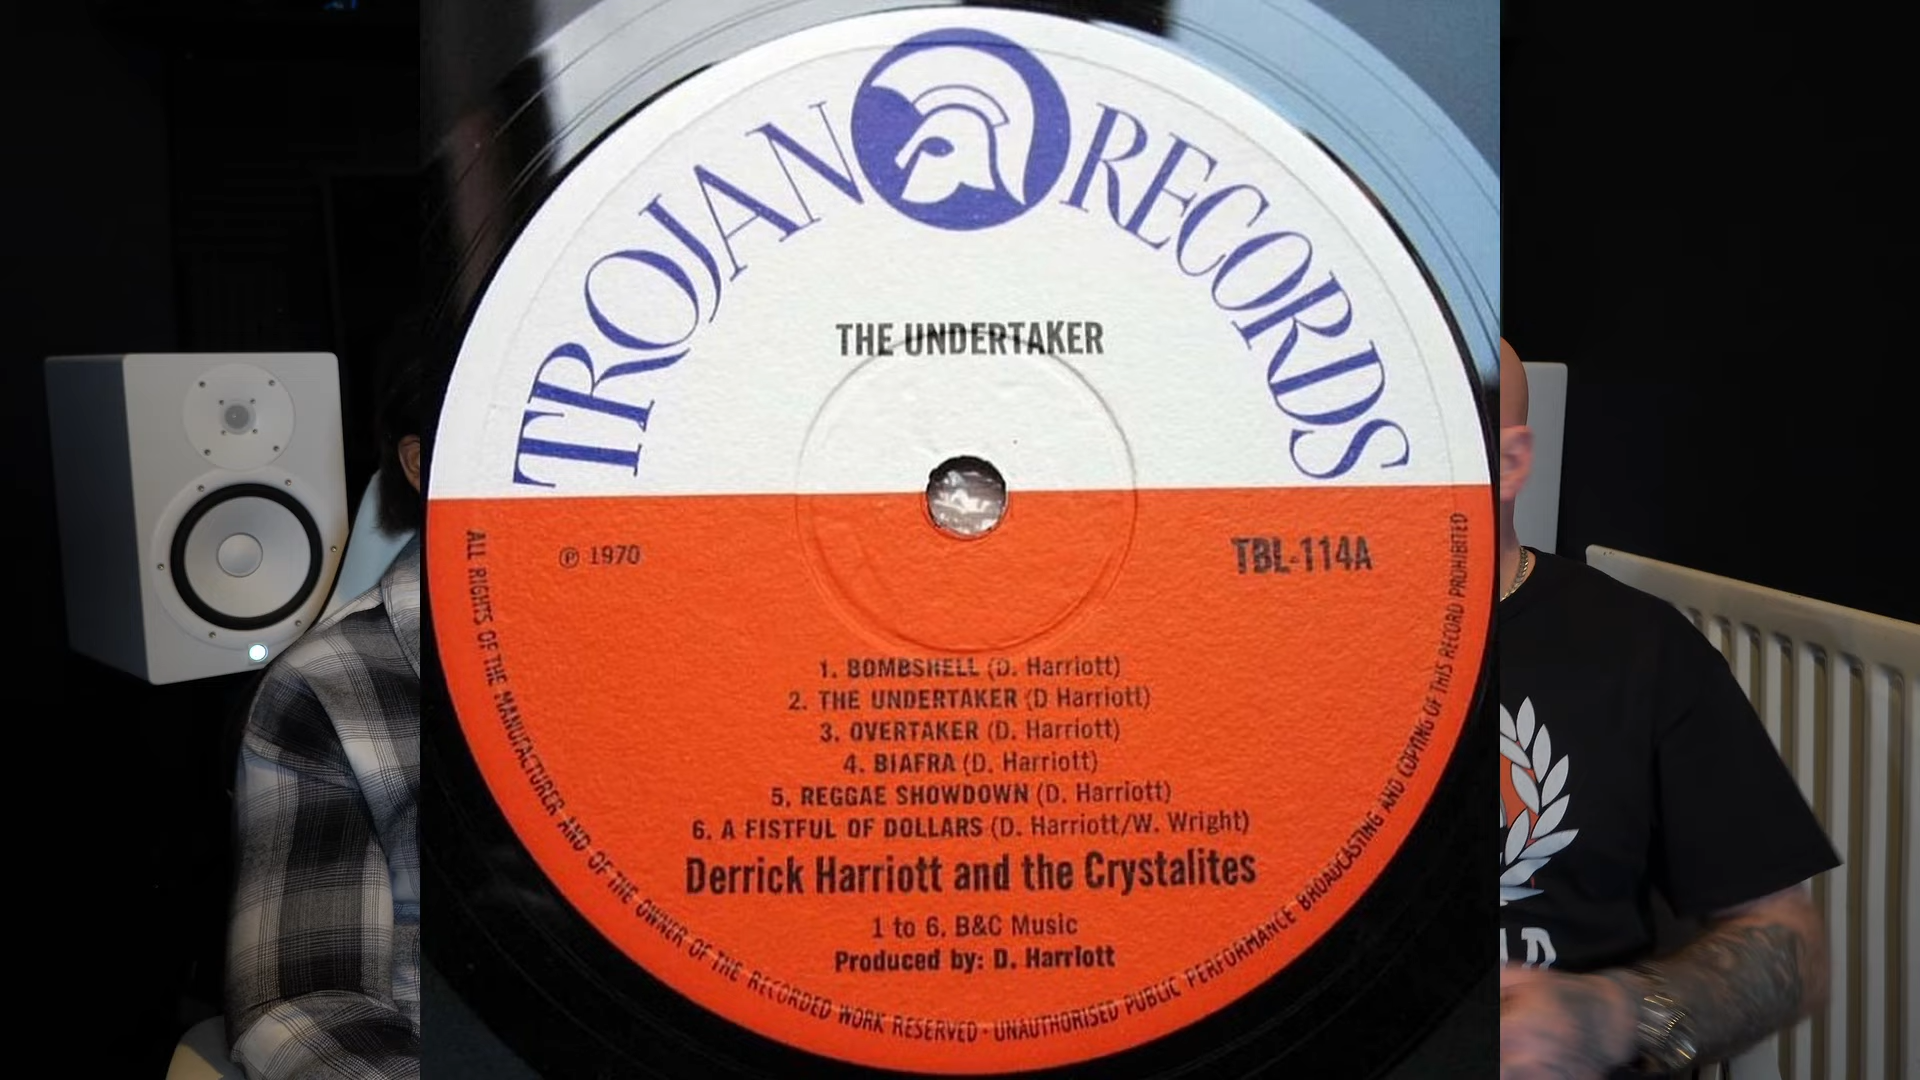 TROJAN RECORDS
THE UNDERTAKER
℗ 1970
TBL-114A
1. BOMBSHELL (D. Harriott)
2. THE UNDERTAKER (D Harriott)
3. OVERTAKER (D. Harriott)
4. BIAFRA (D. Harriott)
5. REGGAE SHOWDOWN (D. Harriott)
6. A FISTFUL OF DOLLARS (D. Harriott/W. Wright)
Derrick Harriott and the Crystalites
1 to 6. B&C Music
Produced by: D. Harriott
ALL RIGHTS OF THE MANUFACTURER AND OF THE OWNER OF THE RECORDED WORK RESERVED · UNAUTHORISED PUBLIC PERFORMANCE BROADCASTING AND COPYING OF THIS RECORD PROHIBITED